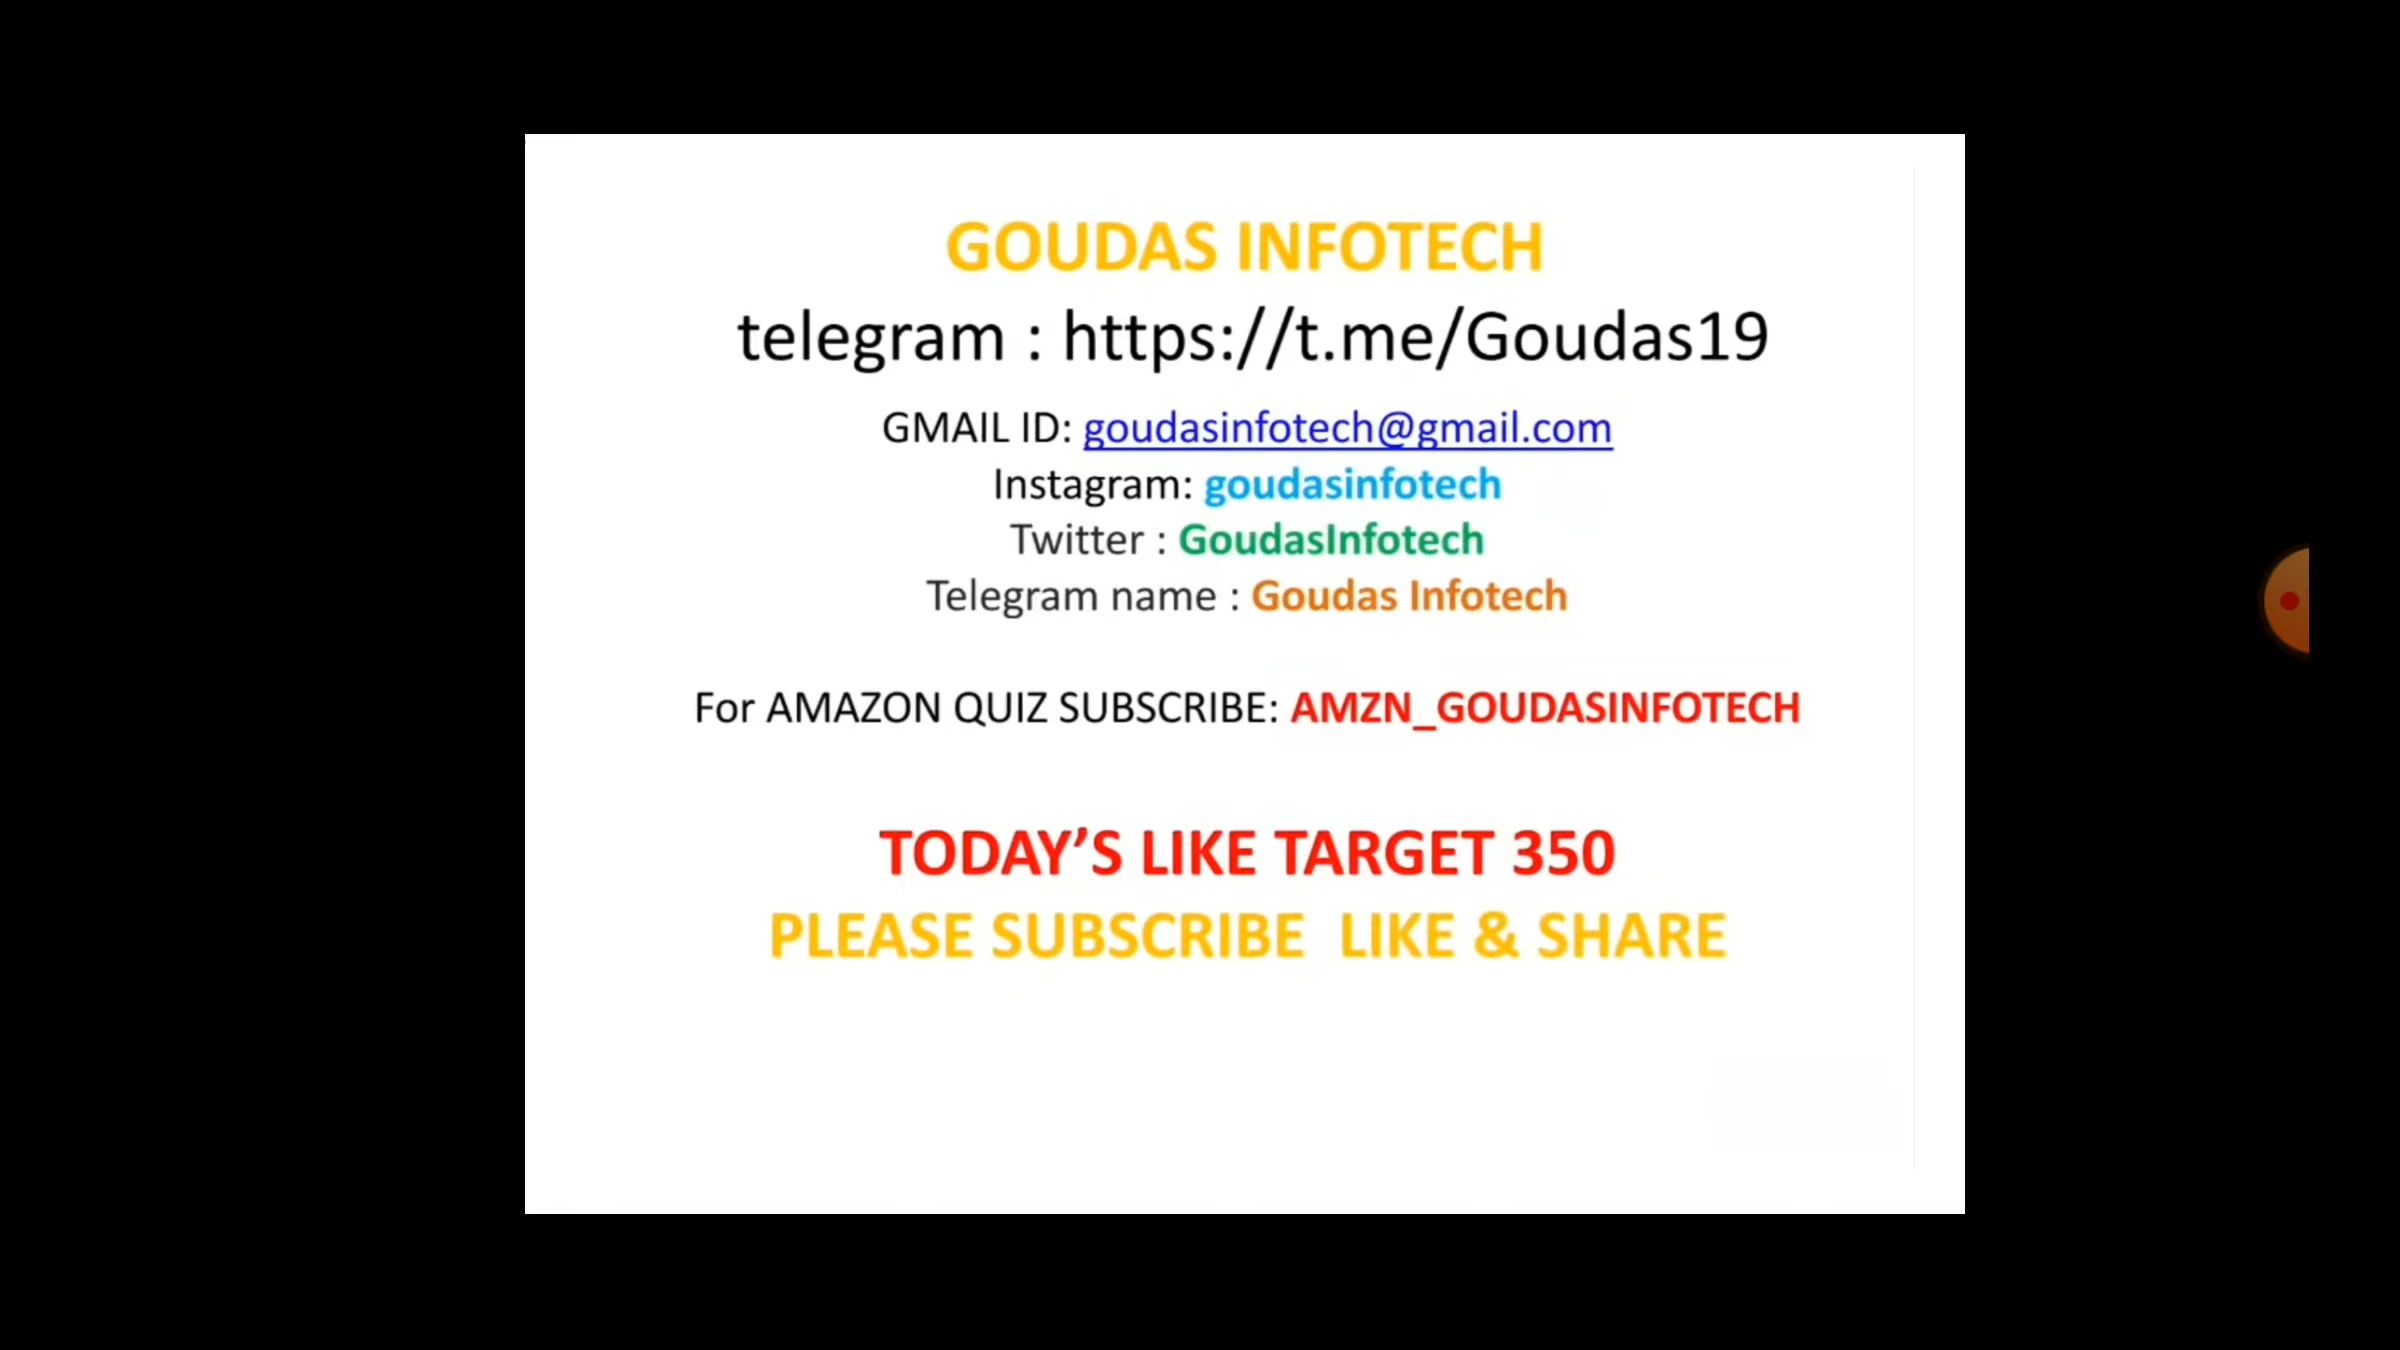 GOUDAS INFOTECH
telegram : https://t.me/Goudas19
GMAIL ID: goudasinfotech@gmail.com
Instagram: goudasinfotech
Twitter : GoudasInfotech
Telegram name : Goudas Infotech
For AMAZON QUIZ SUBSCRIBE: AMZN_GOUDASINFOTECH
TODAY’S LIKE TARGET 350
PLEASE SUBSCRIBE  LIKE & SHARE